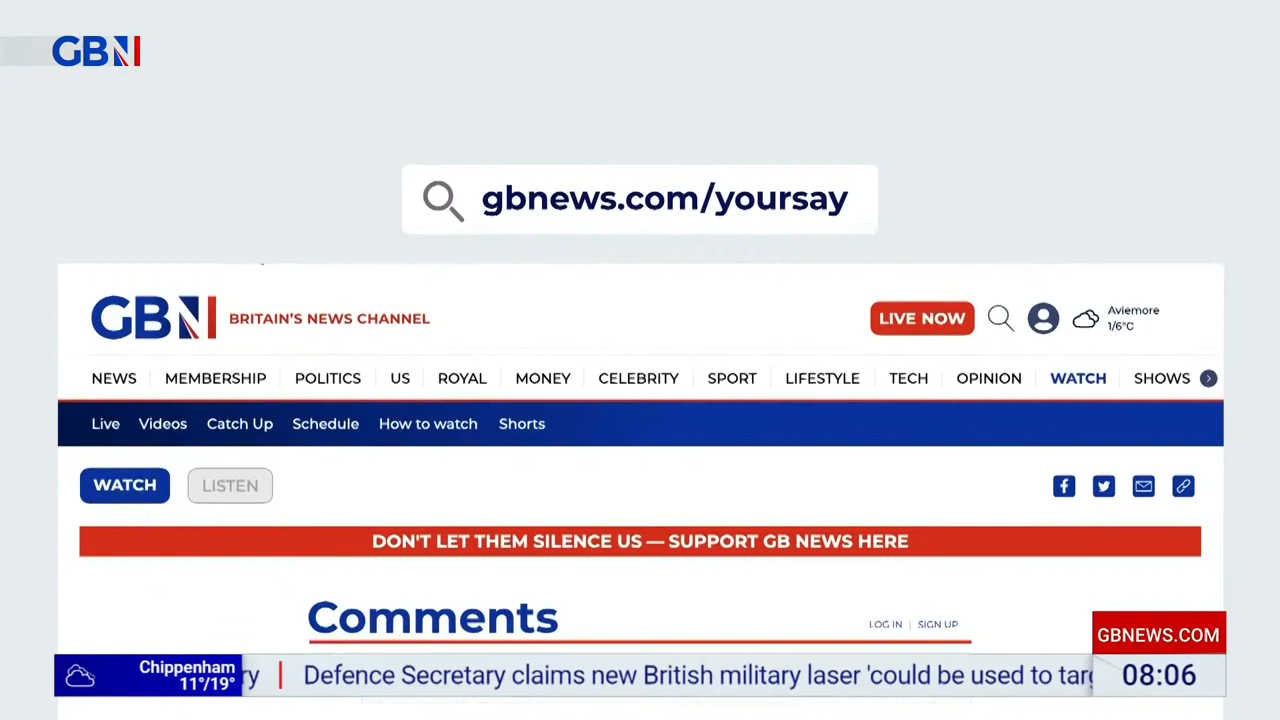 GBN
gbnews.com/yoursay
GBN BRITAIN'S NEWS CHANNEL
LIVE NOW
Aviemore
1/6°C
NEWS MEMBERSHIP POLITICS US ROYAL MONEY CELEBRITY SPORT LIFESTYLE TECH OPINION WATCH SHOWS
Live Videos Catch Up Schedule How to watch Shorts
WATCH LISTEN
DON'T LET THEM SILENCE US — SUPPORT GB NEWS HERE
Comments
LOG IN | SIGN UP
GBNEWS.COM
Chippenham
11°/19°
Defence Secretary claims new British military laser 'could be used to
08:06